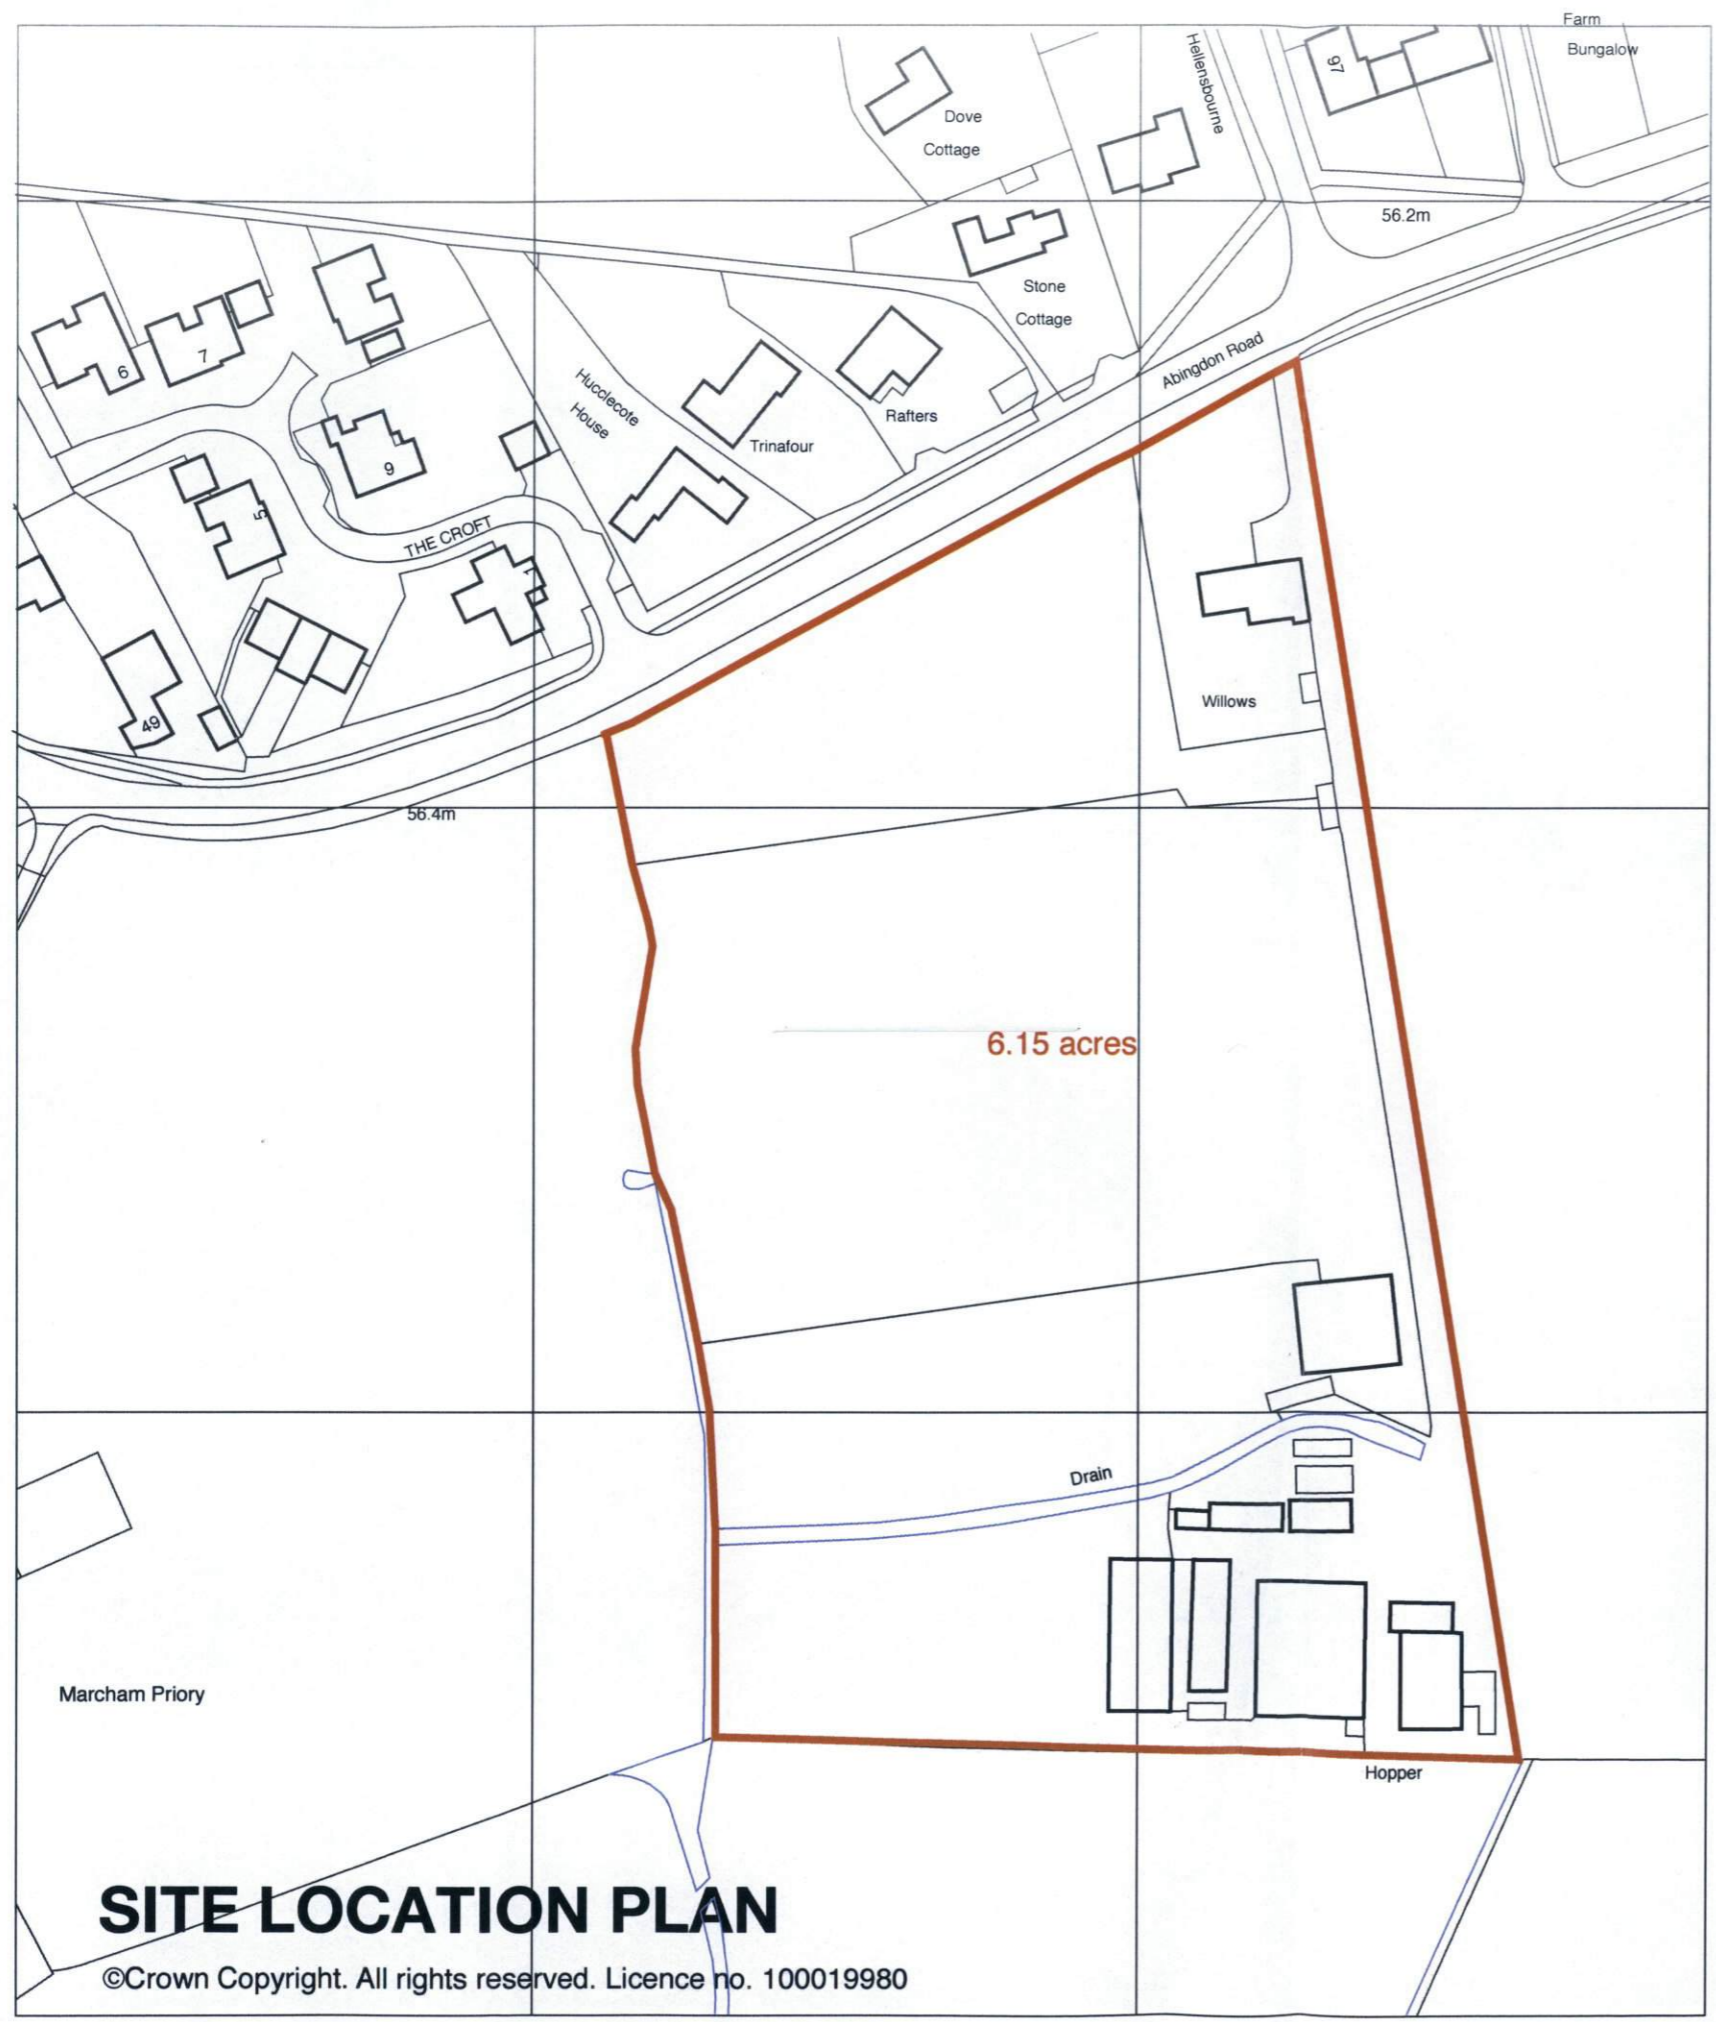 Farm
Bungalow
97
Hellensbourne
Dove
Cottage
56.2m
Stone
Cottage
Abingdon Road
6
7
Hucclecote
House
Rafters
Trinafour
9
5
THE CROFT
1
49
Willows
56.4m
6.15 acres
Drain
Marcham Priory
Hopper
SITE LOCATION PLAN
©Crown Copyright. All rights reserved. Licence no. 100019980